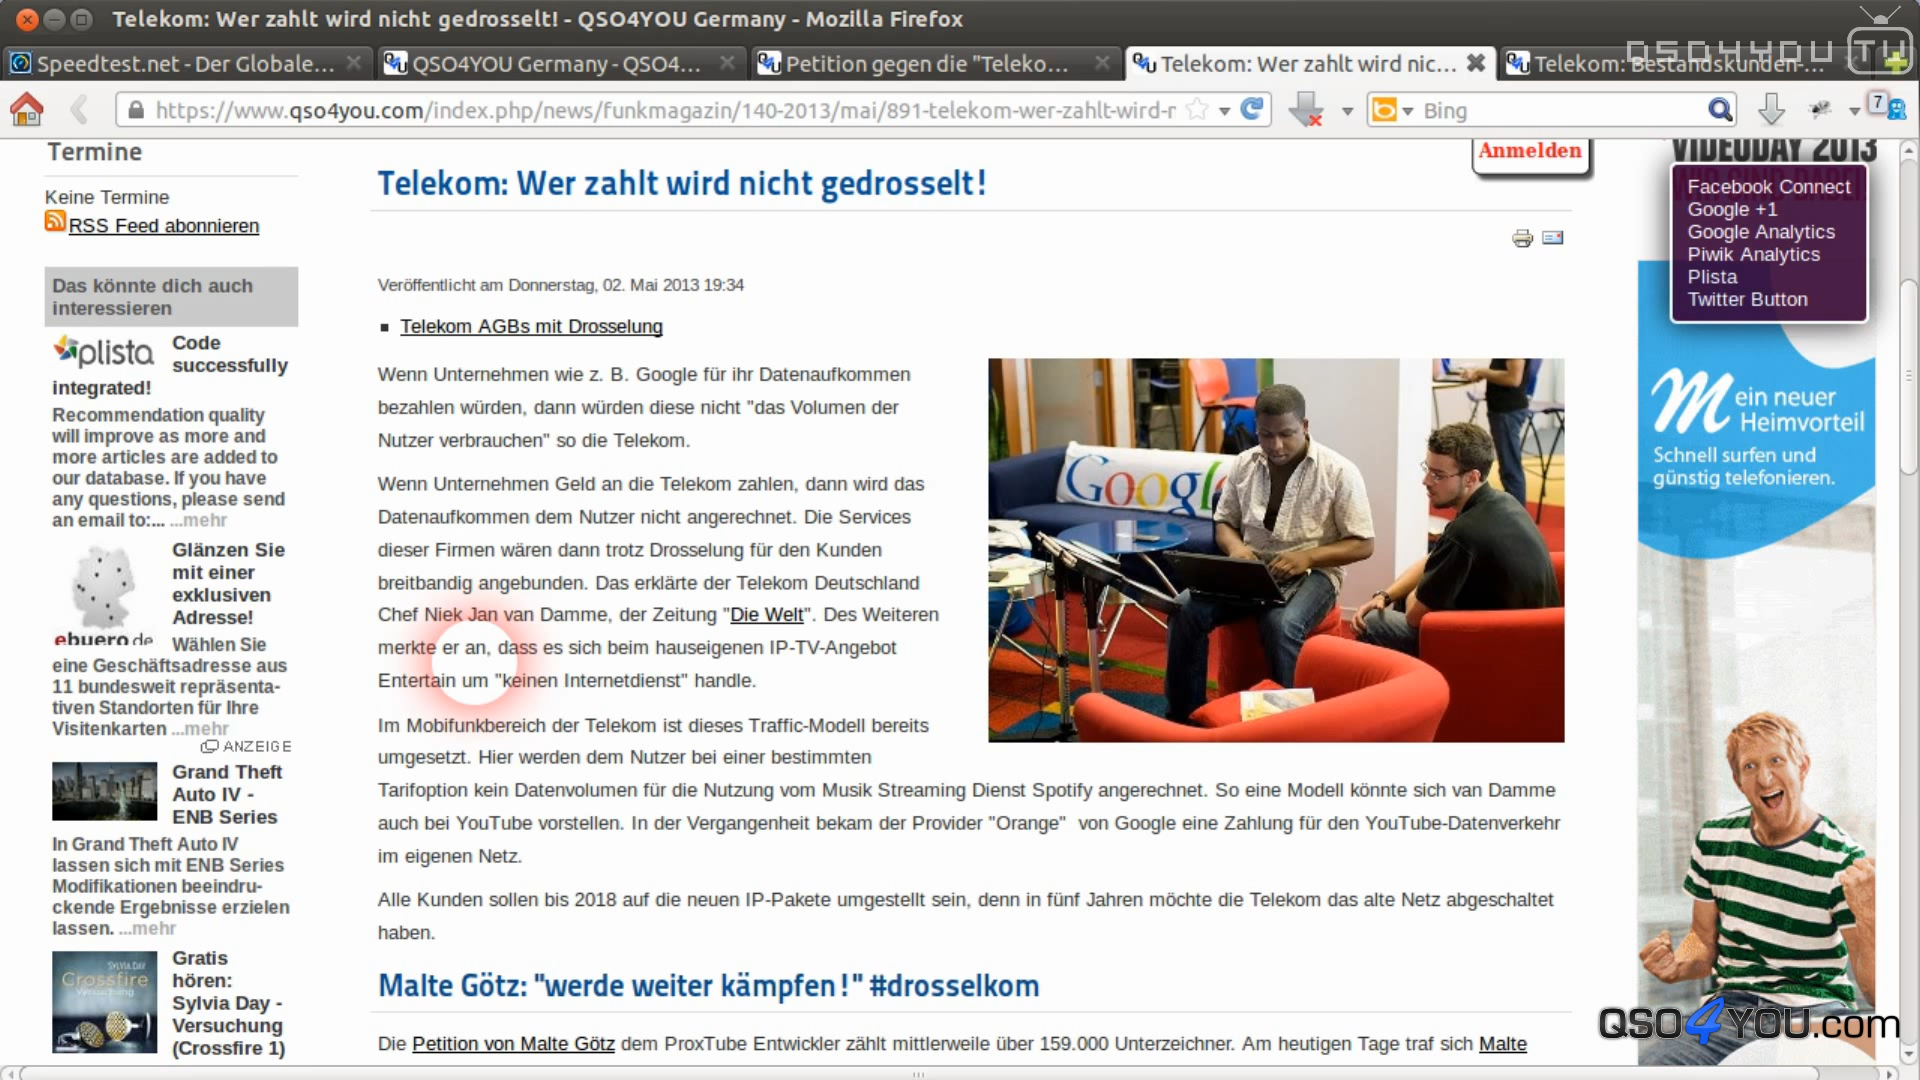 Telekom: Wer zahlt wird nicht gedrosselt! - QSO4YOU Germany - Mozilla Firefox
Speedtest.net - Der Globale...
QSO4YOU Germany - QSO4...
Petition gegen die "Teleko...
Telekom: Wer zahlt wird nic...
Telekom: Bestandskunden-...
QSO4YOU TV
https://www.qso4you.com/index.php/news/funkmagazin/140-2013/mai/891-telekom-wer-zahlt-wird-r
Bing
7
Termine
Keine Termine
RSS Feed abonnieren
Das könnte dich auch
interessieren
plista
Code
successfully
integrated!
Recommendation quality
will improve as more and
more articles are added to
our database. If you have
any questions, please send
an email to:... ...mehr
Glänzen Sie
mit einer
exklusiven
Adresse!
ebuero.de
Wählen Sie
eine Geschäftsadresse aus
11 bundesweit repräsenta-
tiven Standorten für Ihre
Visitenkarten ...mehr
ANZEIGE
Grand Theft
Auto IV -
ENB Series
In Grand Theft Auto IV
lassen sich mit ENB Series
Modifikationen beeindru-
ckende Ergebnisse erzielen
lassen. ...mehr
SYLVIA DAY
Crossfire
Versuchung
Gratis
hören:
Sylvia Day -
Versuchung
(Crossfire 1)
Telekom: Wer zahlt wird nicht gedrosselt!
Veröffentlicht am Donnerstag, 02. Mai 2013 19:34
Telekom AGBs mit Drosselung
Wenn Unternehmen wie z. B. Google für ihr Datenaufkommen
bezahlen würden, dann würden diese nicht "das Volumen der
Nutzer verbrauchen" so die Telekom.
Wenn Unternehmen Geld an die Telekom zahlen, dann wird das
Datenaufkommen dem Nutzer nicht angerechnet. Die Services
dieser Firmen wären dann trotz Drosselung für den Kunden
breitbandig angebunden. Das erklärte der Telekom Deutschland
Chef Niek Jan van Damme, der Zeitung "Die Welt". Des Weiteren
merkte er an, dass es sich beim hauseigenen IP-TV-Angebot
Entertain um "keinen Internetdienst" handle.
Im Mobifunkbereich der Telekom ist dieses Traffic-Modell bereits
umgesetzt. Hier werden dem Nutzer bei einer bestimmten
Tarifoption kein Datenvolumen für die Nutzung vom Musik Streaming Dienst Spotify angerechnet. So eine Modell könnte sich van Damme
auch bei YouTube vorstellen. In der Vergangenheit bekam der Provider "Orange" von Google eine Zahlung für den YouTube-Datenverkehr
im eigenen Netz.
Alle Kunden sollen bis 2018 auf die neuen IP-Pakete umgestellt sein, denn in fünf Jahren möchte die Telekom das alte Netz abgeschaltet
haben.
Malte Götz: "werde weiter kämpfen!" #drosselkom
Die Petition von Malte Götz dem ProxTube Entwickler zählt mittlerweile über 159.000 Unterzeichner. Am heutigen Tage traf sich Malte
Google
Anmelden
VIDEODAY 2013
WIR SIND DABEI!
Facebook Connect
Google +1
Google Analytics
Piwik Analytics
Plista
Twitter Button
Mein neuer
Heimvorteil
Schnell surfen und
günstig telefonieren.
QSO4YOU.com